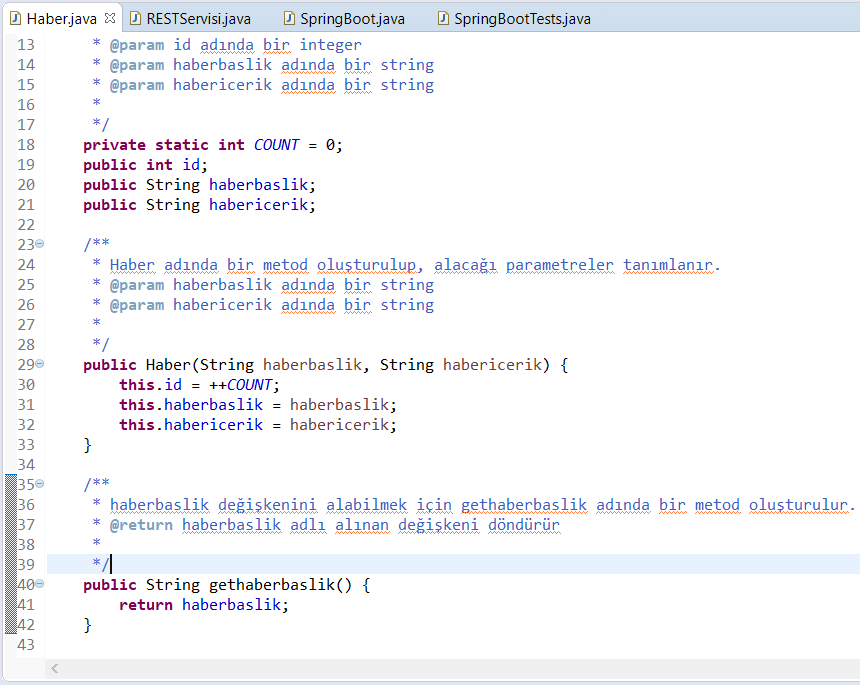 Haber.java RESTServisi.java SpringBoot.java SpringBootTests.java
13 * @param id adında bir integer
14 * @param haberbaslik adında bir string
15 * @param habericerik adında bir string
16 *
17 */
18 private static int COUNT = 0;
19 public int id;
20 public String haberbaslik;
21 public String habericerik;
22
23 /**
24 * Haber adında bir metod oluşturulup, alacağı parametreler tanımlanır.
25 * @param haberbaslik adında bir string
26 * @param habericerik adında bir string
27 *
28 */
29 public Haber(String haberbaslik, String habericerik) {
30 this.id = ++COUNT;
31 this.haberbaslik = haberbaslik;
32 this.habericerik = habericerik;
33 }
34
35 /**
36 * haberbaslik değişkenini alabilmek için gethaberbaslik adında bir metod oluşturulur.
37 * @return haberbaslik adlı alınan değişkeni döndürür
38 *
39 */
40 public String gethaberbaslik() {
41 return haberbaslik;
42 }
43